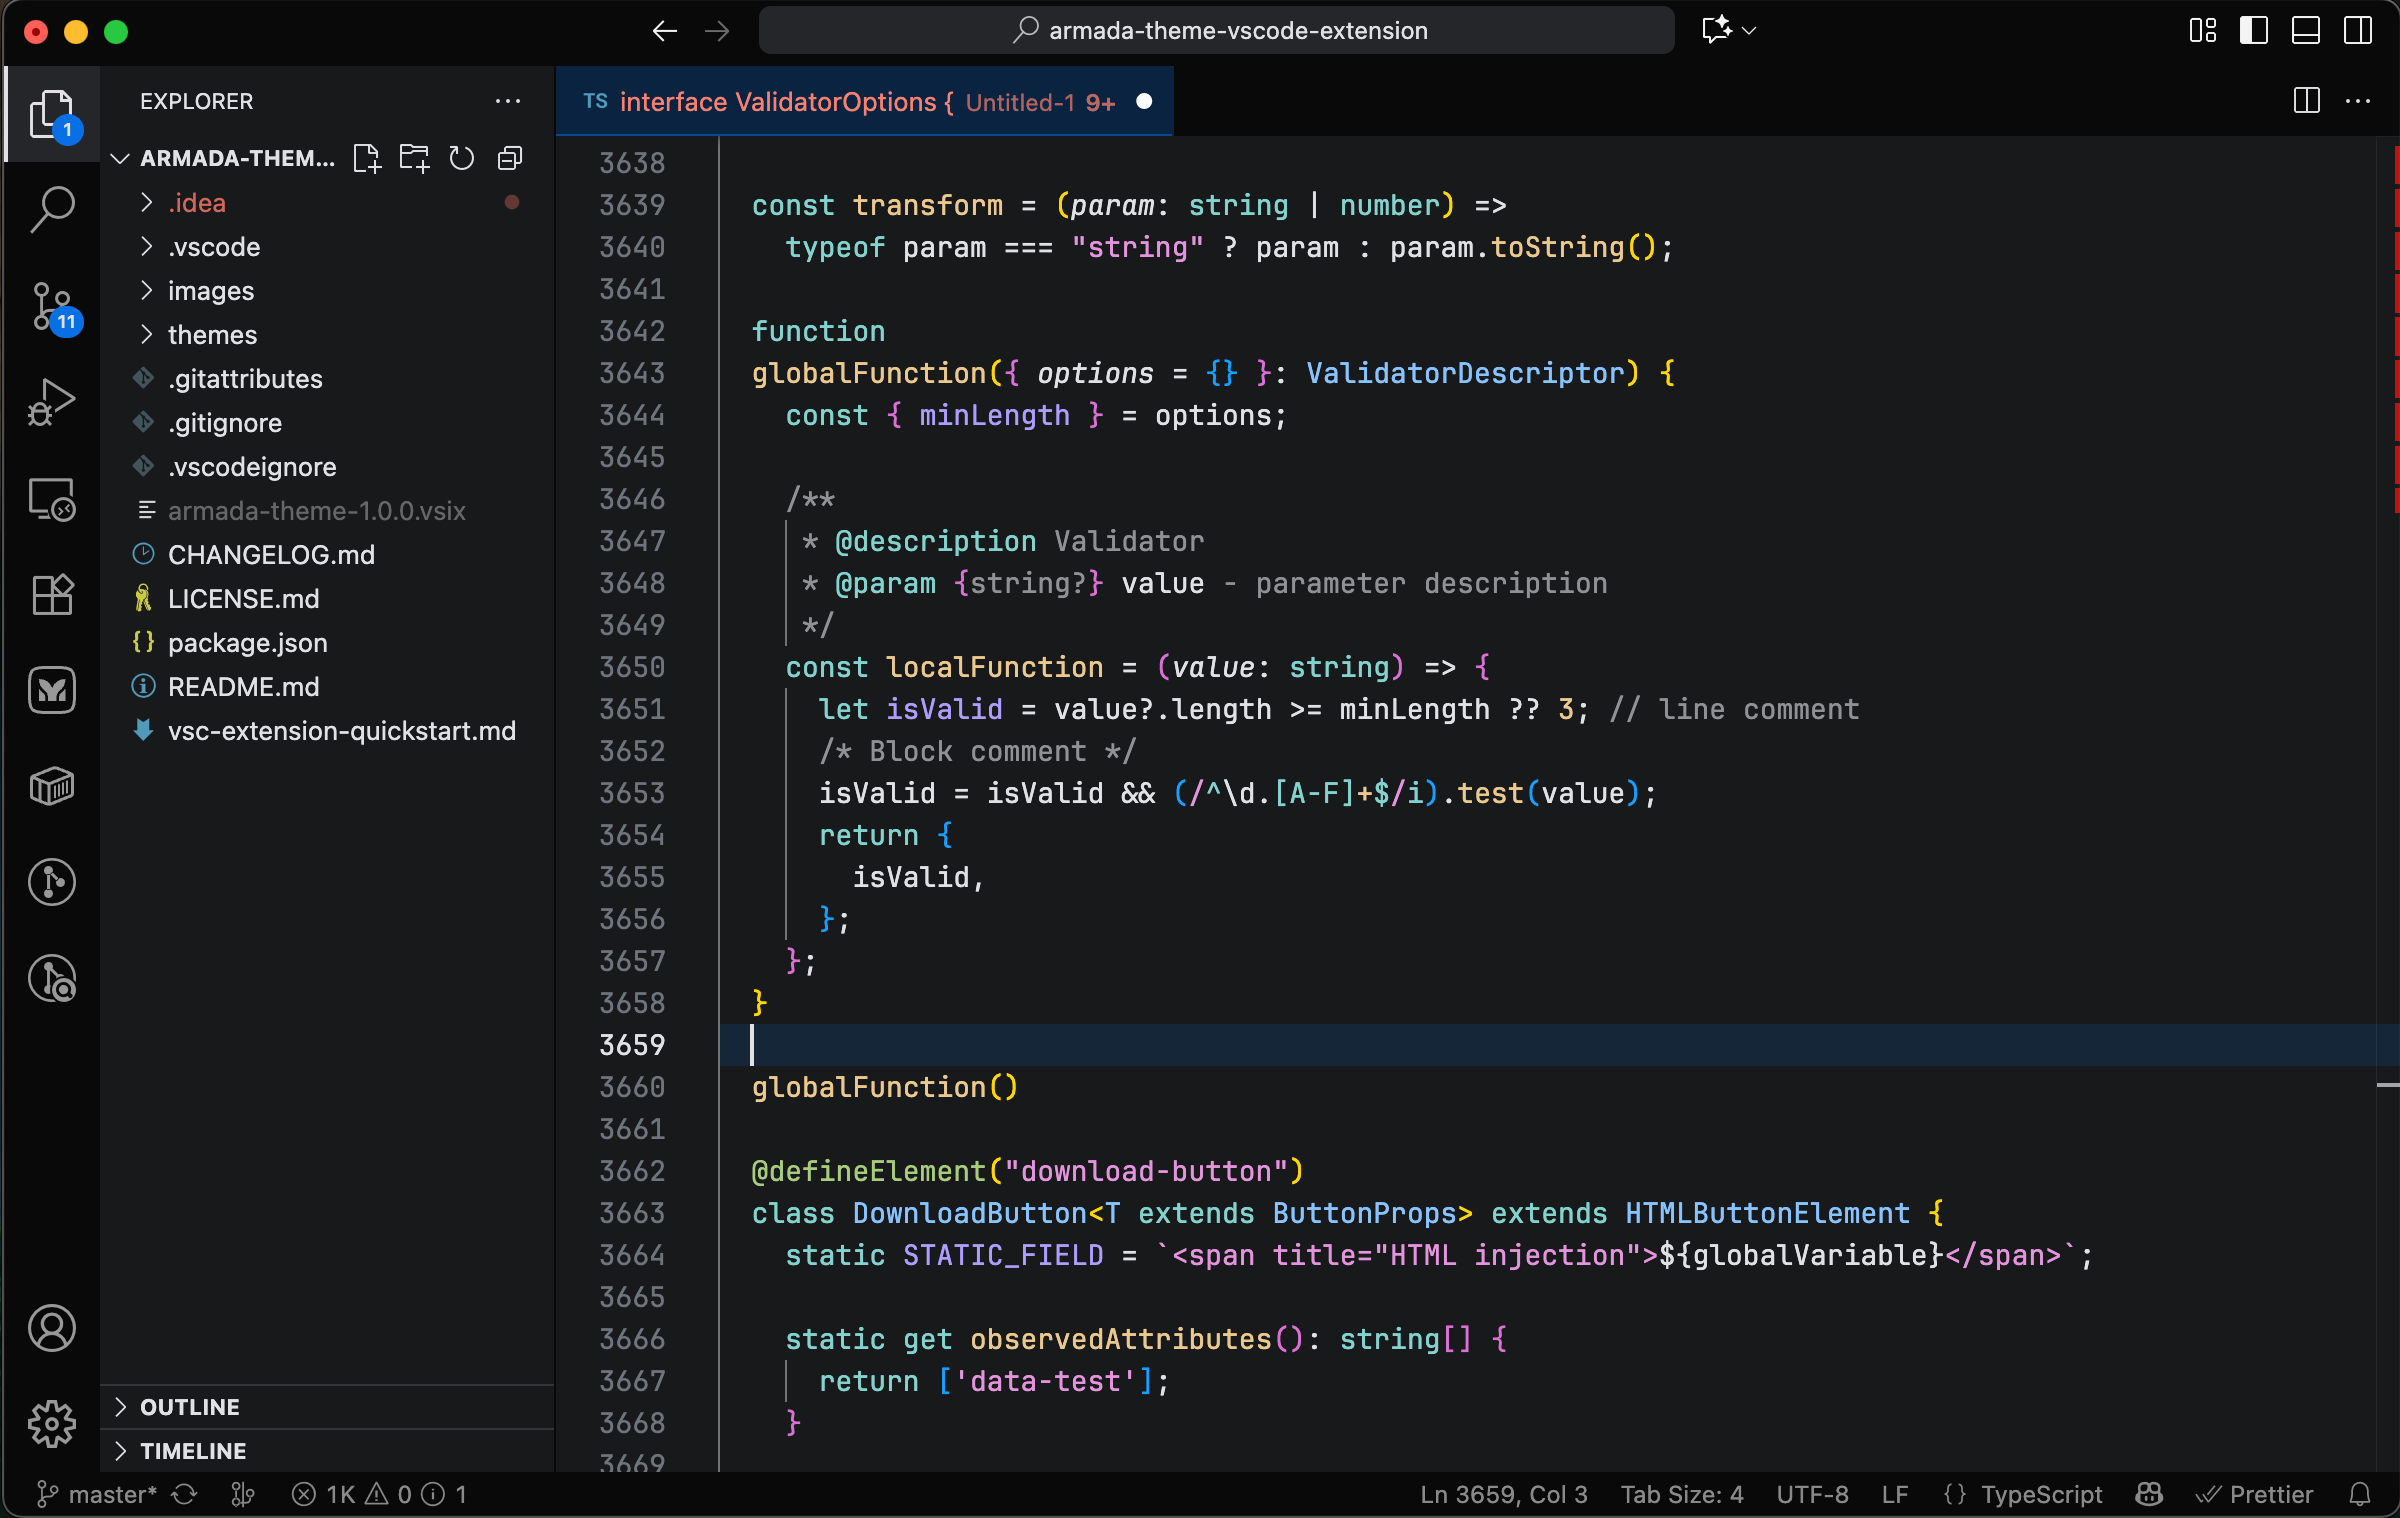 armada-theme-vscode-extension
EXPLORER
ARMADA-THEM...
.idea
.vscode
images
themes
.gitattributes
.gitignore
.vscodeignore
armada-theme-1.0.0.vsix
CHANGELOG.md
LICENSE.md
package.json
README.md
vsc-extension-quickstart.md
OUTLINE
TIMELINE
1
11
TS interface ValidatorOptions { Untitled-1 9+
3638
3639 const transform = (param: string | number) =>
3640   typeof param === "string" ? param : param.toString();
3641
3642 function
3643 globalFunction({ options = {} }: ValidatorDescriptor) {
3644   const { minLength } = options;
3645
3646   /**
3647    * @description Validator
3648    * @param {string?} value - parameter description
3649    */
3650   const localFunction = (value: string) => {
3651     let isValid = value?.length >= minLength ?? 3; // line comment
3652     /* Block comment */
3653     isValid = isValid && (/^\d.[A-F]+$/i).test(value);
3654     return {
3655       isValid,
3656     };
3657   };
3658 }
3659
3660 globalFunction()
3661
3662 @defineElement("download-button")
3663 class DownloadButton<T extends ButtonProps> extends HTMLButtonElement {
3664   static STATIC_FIELD = `<span title="HTML injection">${globalVariable}</span>`;
3665
3666   static get observedAttributes(): string[] {
3667     return ['data-test'];
3668   }
3669
master* 1K 0 1 Ln 3659, Col 3 Tab Size: 4 UTF-8 LF {} TypeScript Prettier